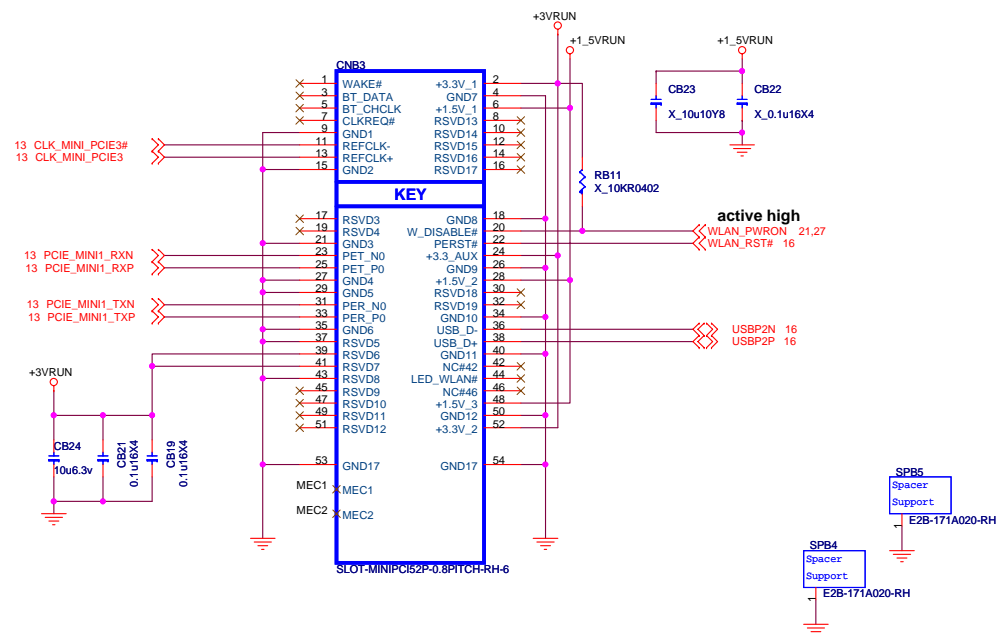 +3VRUN
+1_5VRUN
+1_5VRUN
CNB3
1 WAKE# +3.3V_1 2
3 BT_DATA GND7 4
5 BT_CHCLK +1.5V_1 6
7 CLKREQ# RSVD13 8
9 GND1 RSVD14 10
13 CLK_MINI_PCIE3# 11 REFCLK- RSVD15 12
13 CLK_MINI_PCIE3 13 REFCLK+ RSVD16 14
15 GND2 RSVD17 16
CB23
X_10u10Y8
CB22
X_0.1u16X4
RB11
X_10KR0402
KEY
active high
17 RSVD3 GND8 18
19 RSVD4 W_DISABLE# 20 WLAN_PWRON 21,27
21 GND3 PERST# 22 WLAN_RST# 16
13 PCIE_MINI1_RXN 23 PET_N0 +3.3_AUX 24
13 PCIE_MINI1_RXP 25 PET_P0 GND9 26
27 GND4 +1.5V_2 28
29 GND5 RSVD18 30
13 PCIE_MINI1_TXN 31 PER_N0 RSVD19 32
13 PCIE_MINI1_TXP 33 PER_P0 GND10 34
35 GND6 USB_D- 36 USBP2N 16
37 RSVD5 USB_D+ 38 USBP2P 16
39 RSVD6 GND11 40
41 RSVD7 NC#42 42
43 RSVD8 LED_WLAN# 44
45 RSVD9 NC#46 46
47 RSVD10 +1.5V_3 48
49 RSVD11 GND12 50
51 RSVD12 +3.3V_2 52
53 GND17 GND17 54
MEC1 MEC1
MEC2 MEC2
SLOT-MINIPCI52P-0.8PITCH-RH-6
+3VRUN
CB24
10u6.3v
CB21
0.1u16X4
CB19
0.1u16X4
SPB5
Spacer
Support
1
E2B-171A020-RH
SPB4
Spacer
Support
1
E2B-171A020-RH